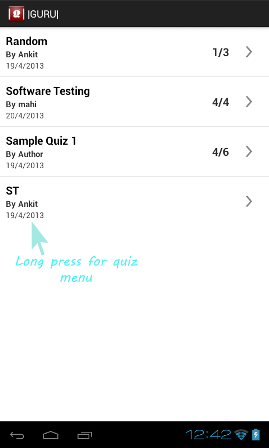 |GURU|
Random
By Ankit
1/3
19/4/2013
Software Testing
By mahi
4/4
20/4/2013
Sample Quiz 1
By Author
4/6
19/4/2013
ST
By Ankit
19/4/2013
Long press for quiz
menu
12:42